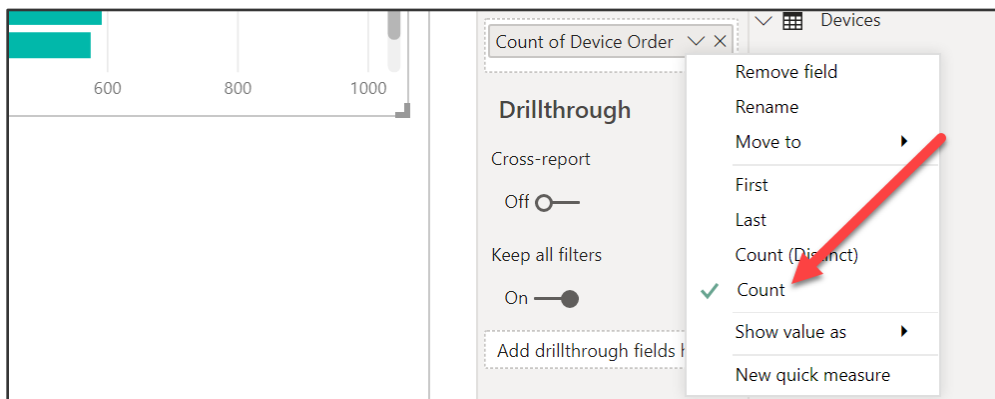 600
800
1000
Count of Device Order
Drillthrough
Cross-report
Off
Keep all filters
On
Add drillthrough fields
Devices
Remove field
Rename
Move to
First
Last
Count (Distinct)
Count
Show value as
New quick measure